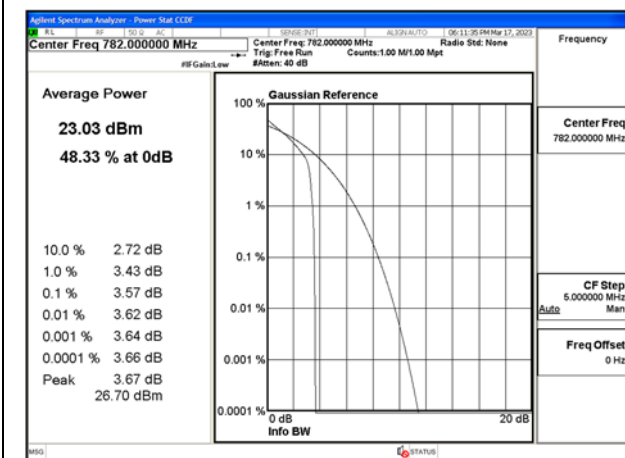 Agilent Spectrum Analyzer - Power Stat CCDF
RL RF 50 Ω AC SENSE:INT ALIGNAUTO 06:11:35 PM Mar 17, 2023
Center Freq 782.000000 MHz
Center Freq: 782.000000 MHz Radio Std: None
Trig: Free Run Counts:1.00 M/1.00 Mpt
#IFGain:Low #Atten: 40 dB
Frequency
Average Power
23.03 dBm
48.33 % at 0dB
10.0 % 2.72 dB
1.0 % 3.43 dB
0.1 % 3.57 dB
0.01 % 3.62 dB
0.001 % 3.64 dB
0.0001 % 3.66 dB
Peak 3.67 dB
26.70 dBm
Gaussian Reference
100 %
10 %
1 %
0.1 %
0.01 %
0.001 %
0.0001 %
0 dB 20 dB
Info BW
Center Freq
782.000000 MHz
CF Step
5.000000 MHz
Auto Man
Freq Offset
0 Hz
MSG STATUS